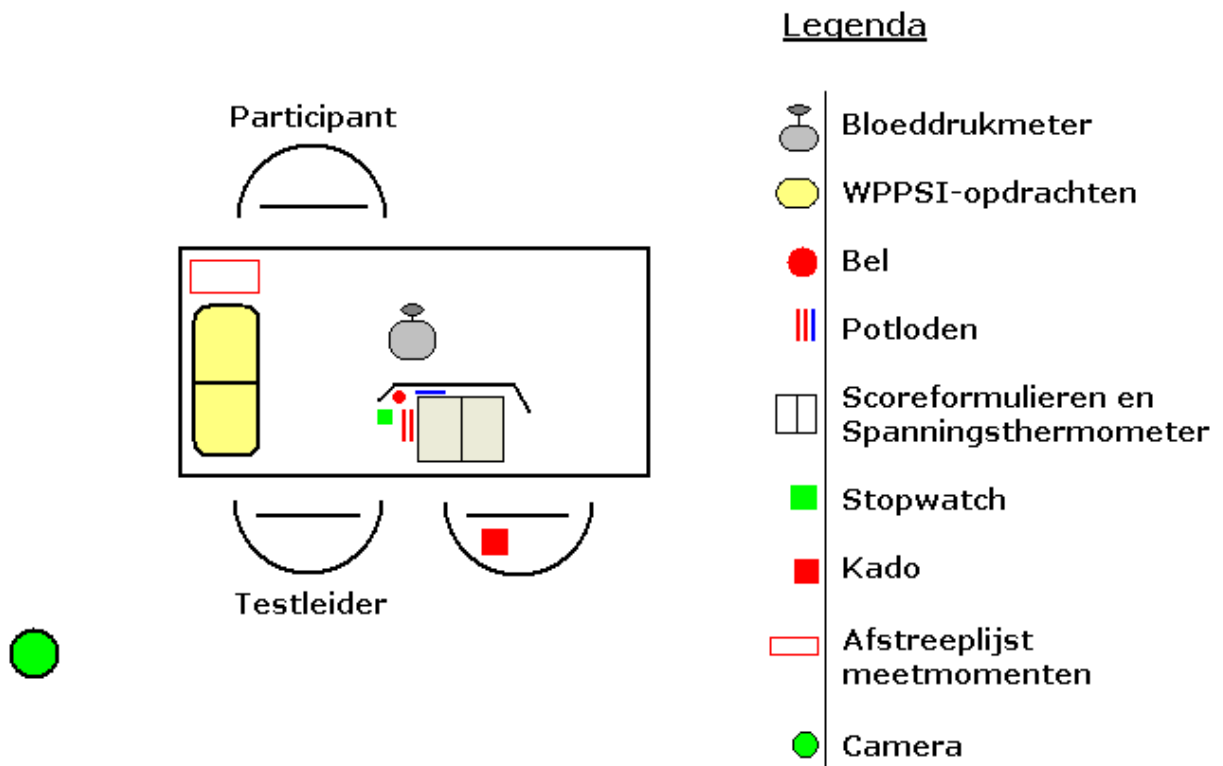 Legenda
Participant
Testleider
Bloeddrukmeter
WPPSI-opdrachten
Bel
Potloden
Scoreformulieren en
Spanningsthermometer
Stopwatch
Kado
Afstreeplijst
meetmomenten
Camera